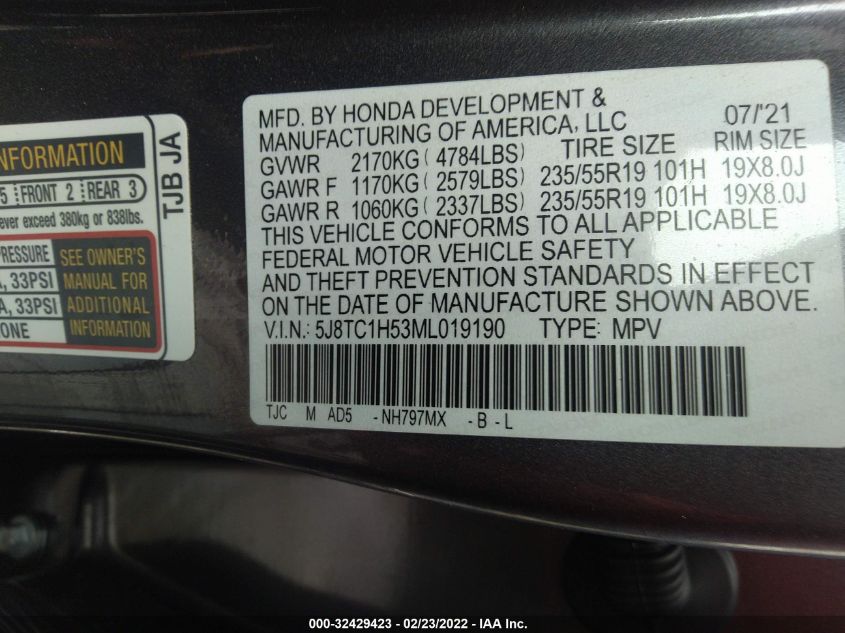 INFORMATION
5 FRONT 2 REAR 3
ever exceed 380kg or 838lbs.
PRESSURE
SEE OWNER'S
A, 33PSI
MANUAL FOR
A, 33PSI
ADDITIONAL
ONE
INFORMATION
TJB JA
MFD. BY HONDA DEVELOPMENT & 07/'21
MANUFACTURING OF AMERICA, LLC
GVWR 2170KG ( 4784LBS) TIRE SIZE RIM SIZE
GAWR F 1170KG ( 2579LBS) 235/55R19 101H 19X8.0J
GAWR R 1060KG ( 2337LBS) 235/55R19 101H 19X8.0J
THIS VEHICLE CONFORMS TO ALL APPLICABLE
FEDERAL MOTOR VEHICLE SAFETY
AND THEFT PREVENTION STANDARDS IN EFFECT
ON THE DATE OF MANUFACTURE SHOWN ABOVE.
V.I.N.: 5J8TC1H53ML019190 TYPE: MPV
TJC M AD5 -NH797MX -B-L
000-32429423 - 02/23/2022 - IAA Inc.